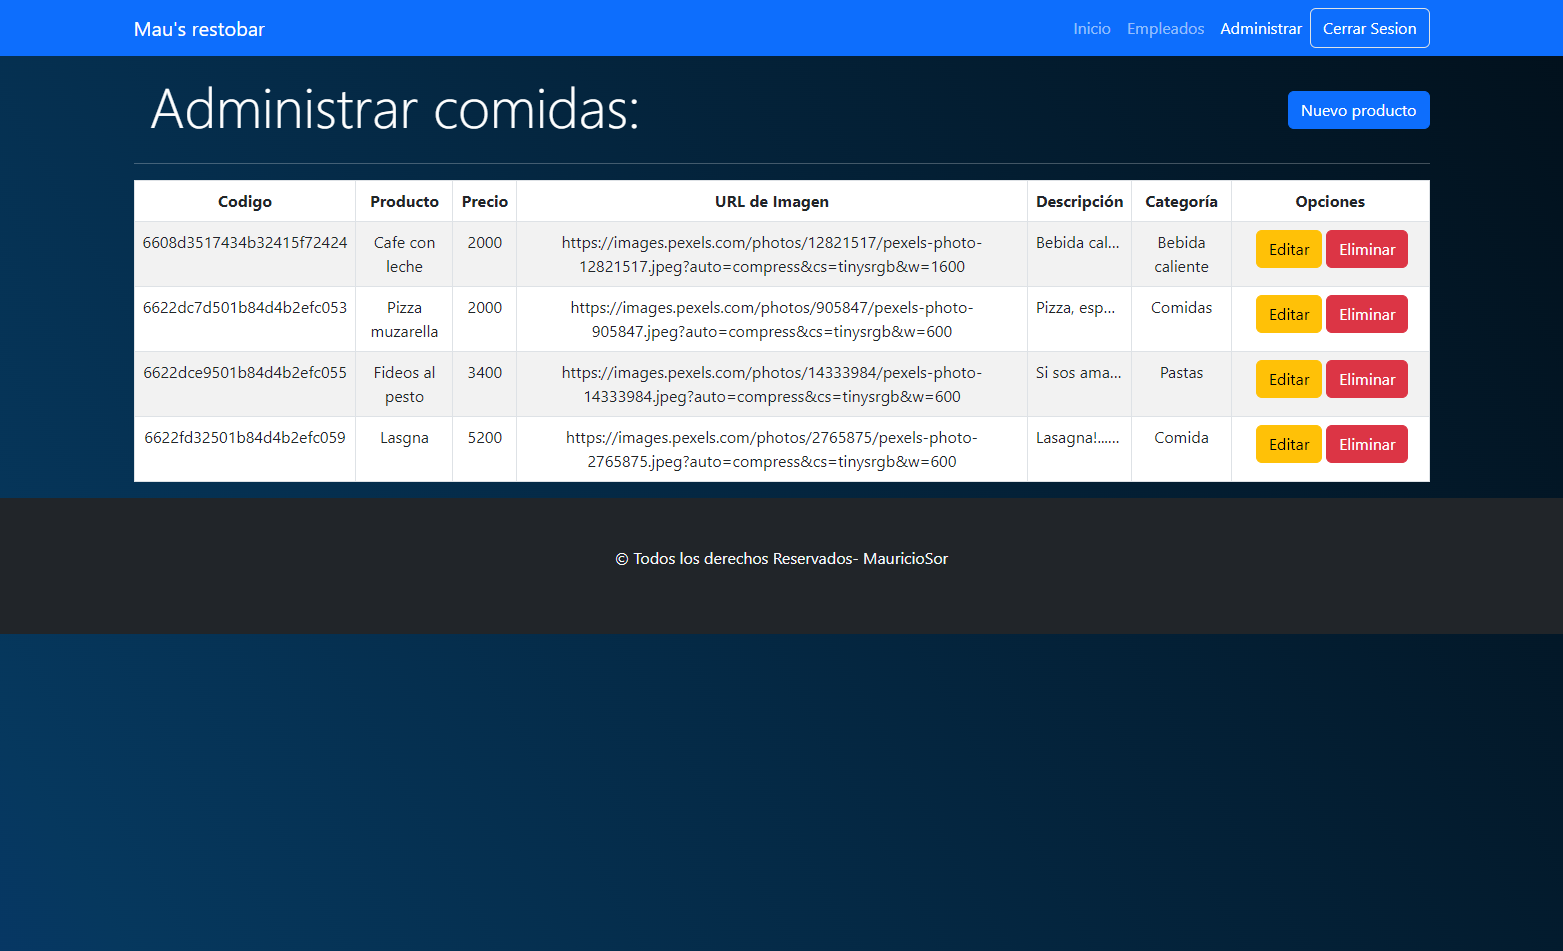 Mau's restobar
Inicio
Empleados
Administrar
Cerrar Sesion
Administrar comidas:
Nuevo producto
Codigo
Producto
Precio
URL de Imagen
Descripción
Categoría
Opciones
6608d3517434b32415f72424
Cafe con
leche
2000
https://images.pexels.com/photos/12821517/pexels-photo-
12821517.jpeg?auto=compress&cs=tinysrgb&w=1600
Bebida cal...
Bebida
caliente
Editar
Eliminar
6622dc7d501b84d4b2efc053
Pizza
muzarella
2000
https://images.pexels.com/photos/905847/pexels-photo-
905847.jpeg?auto=compress&cs=tinysrgb&w=600
Pizza, esp...
Comidas
Editar
Eliminar
6622dce9501b84d4b2efc055
Fideos al
pesto
3400
https://images.pexels.com/photos/14333984/pexels-photo-
14333984.jpeg?auto=compress&cs=tinysrgb&w=600
Si sos ama...
Pastas
Editar
Eliminar
6622fd32501b84d4b2efc059
Lasgna
5200
https://images.pexels.com/photos/2765875/pexels-photo-
2765875.jpeg?auto=compress&cs=tinysrgb&w=600
Lasagna!......
Comida
Editar
Eliminar
© Todos los derechos Reservados- MauricioSor